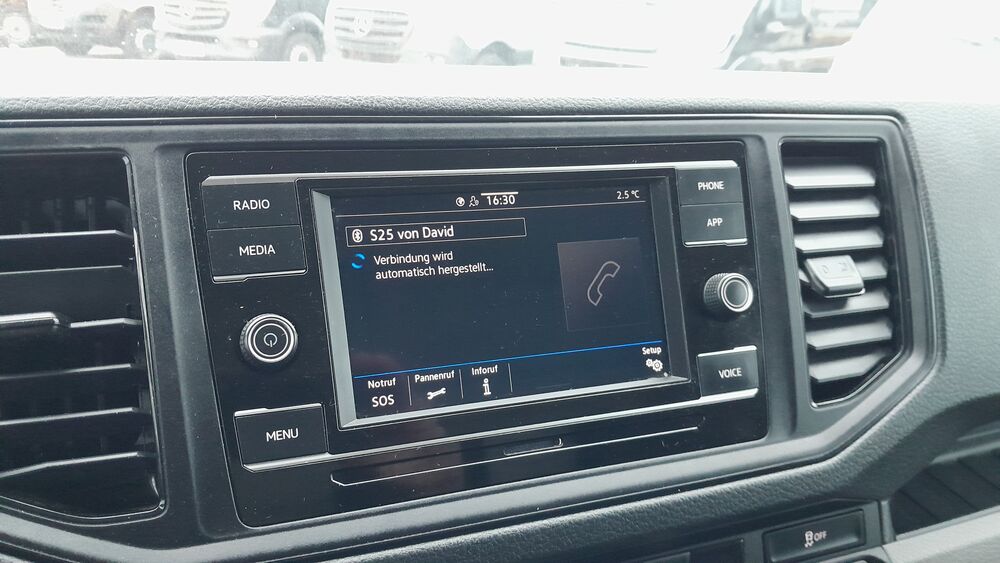 RADIO
MEDIA
MENU
16:30
2.5 °C
S25 von David
Verbindung wird
automatisch hergestellt...
Notruf
SOS
Pannenruf
Inforuf
Setup
PHONE
APP
VOICE
OFF